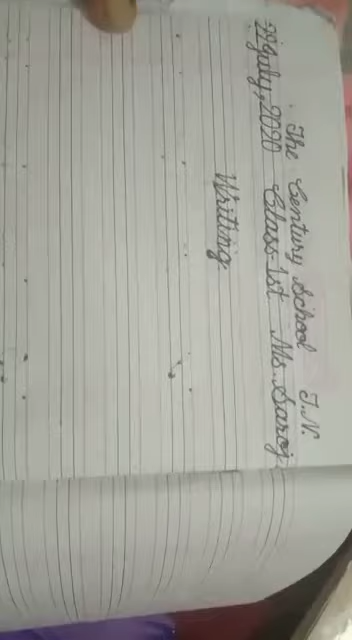 The Century School T.N.
22 July, 2020 Class-1st Ms. Saroj
Writing